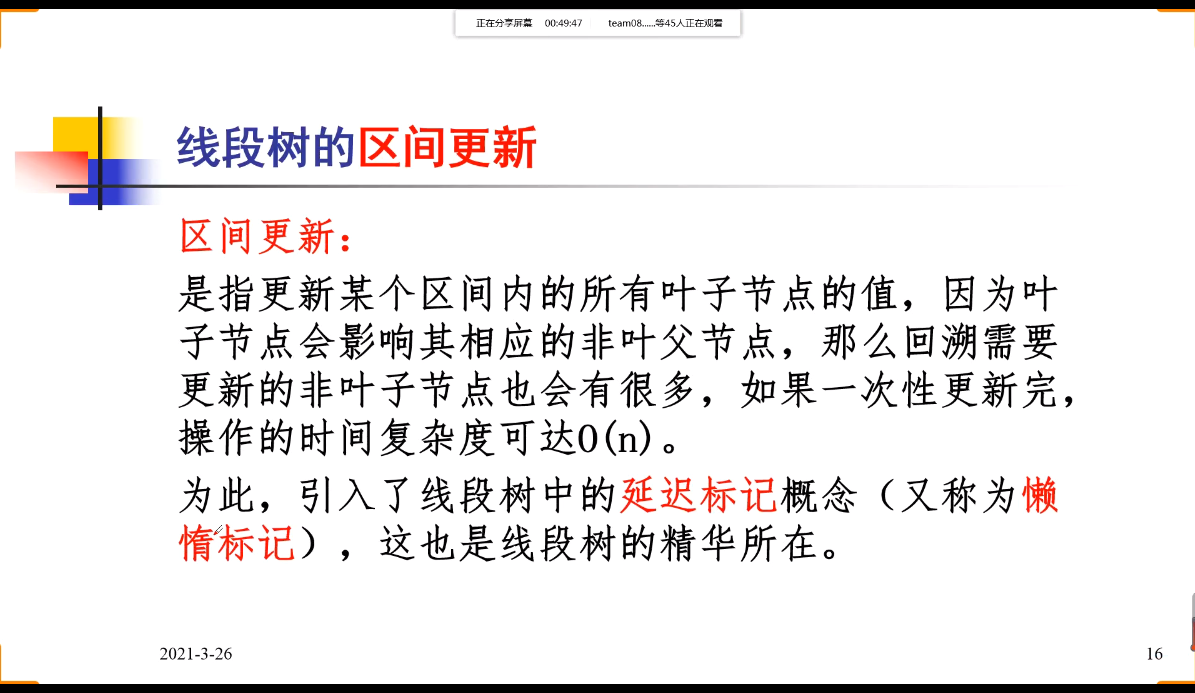 正在分享屏幕 00:49:47 team08......等45人正在观看
线段树的区间更新
区间更新：
是指更新某个区间内的所有叶子节点的值，因为叶
子节点会影响其相应的非叶父节点，那么回溯需要
更新的非叶子节点也会有很多，如果一次性更新完，
操作的时间复杂度可达O(n)。
为此，引入了线段树中的延迟标记概念（又称为懒
惰标记），这也是线段树的精华所在。
2021-3-26
16